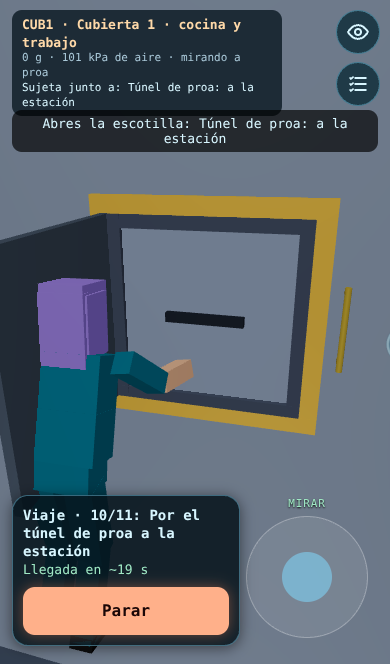 CUB1 · Cubierta 1 · cocina y
trabajo
0 g · 101 kPa de aire · mirando a
proa
Sujeta junto a: Túnel de proa: a la
estación
Abres la escotilla: Túnel de proa: a la
estación
MIRAR
Viaje · 10/11: Por el
túnel de proa a la
estación
Llegada en ~19 s
Parar